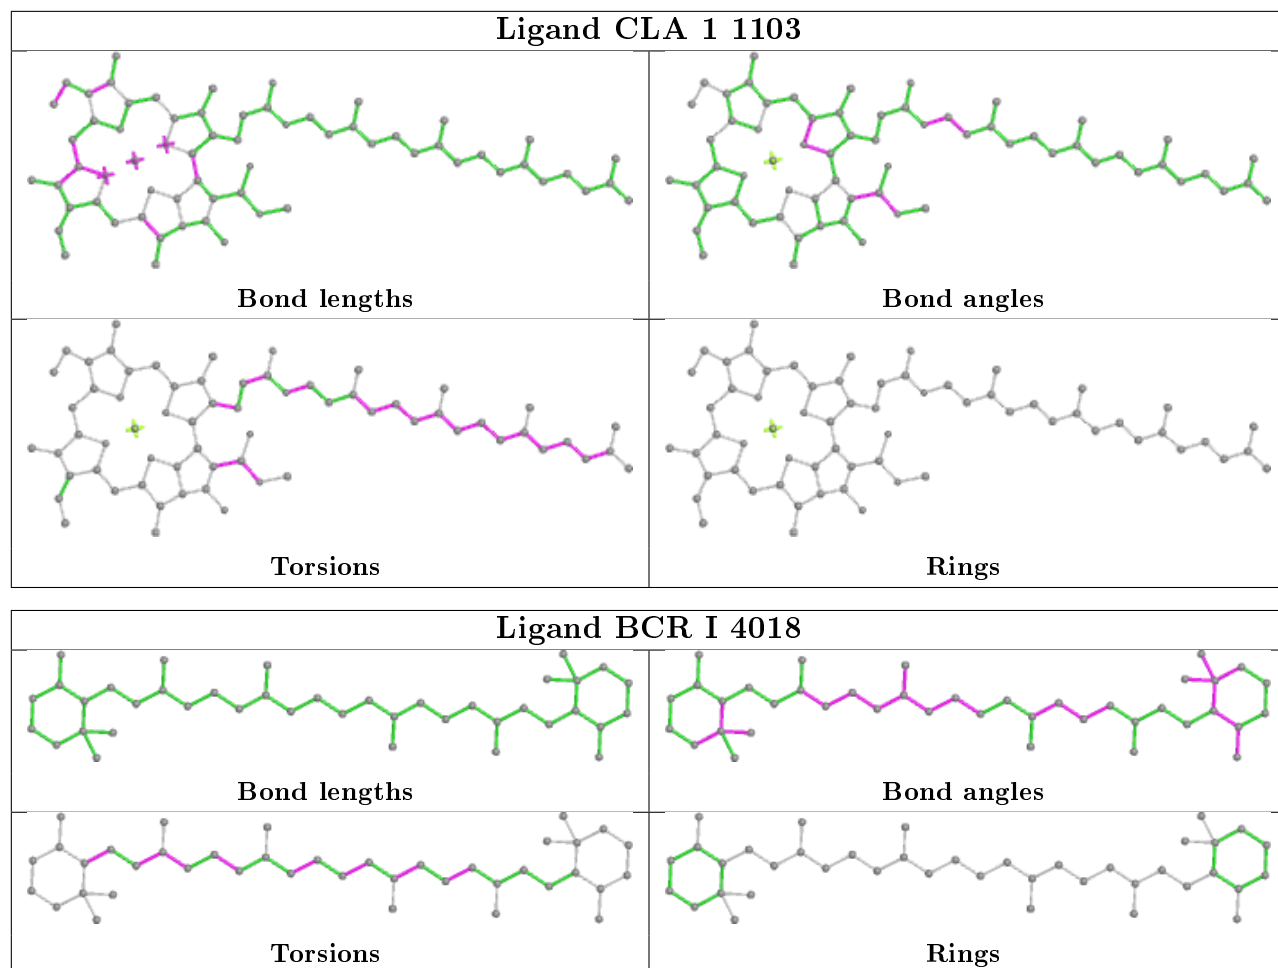 Ligand CLA 1 1103
Bond lengths
Bond angles
Torsions
Rings
Ligand BCR I 4018
Bond lengths
Bond angles
Torsions
Rings